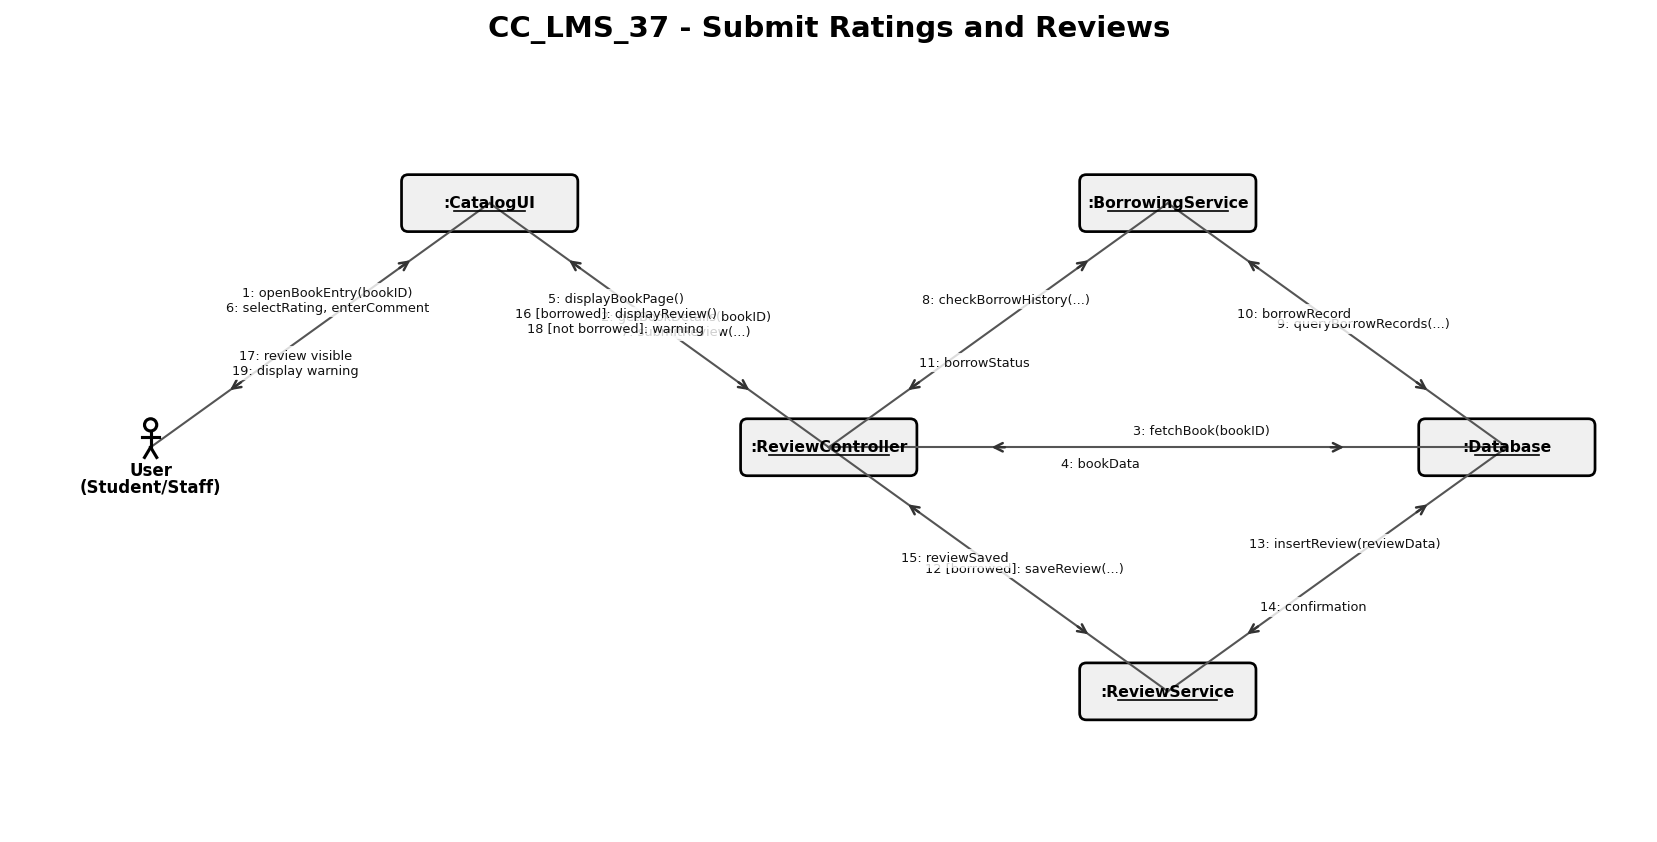 CC_LMS_37 - Submit Ratings and Reviews
:CatalogUI
:BorrowingService
1: openBookEntry(bookID)
6: selectRating, enterComment
5: displayBookPage()
16 [borrowed]: displayReview()
18 [not borrowed]: warning
bookID)
w(...)
8: checkBorrowHistory(...)
10: borrowRecord
9: queryBorrowRecords(...)
17: review visible
19: display warning
11: borrowStatus
User
(Student/Staff)
:ReviewController
3: fetchBook(bookID)
4: bookData
:Database
15: reviewSaved
12 [borrowed]: saveReview(...)
13: insertReview(reviewData)
14: confirmation
:ReviewService